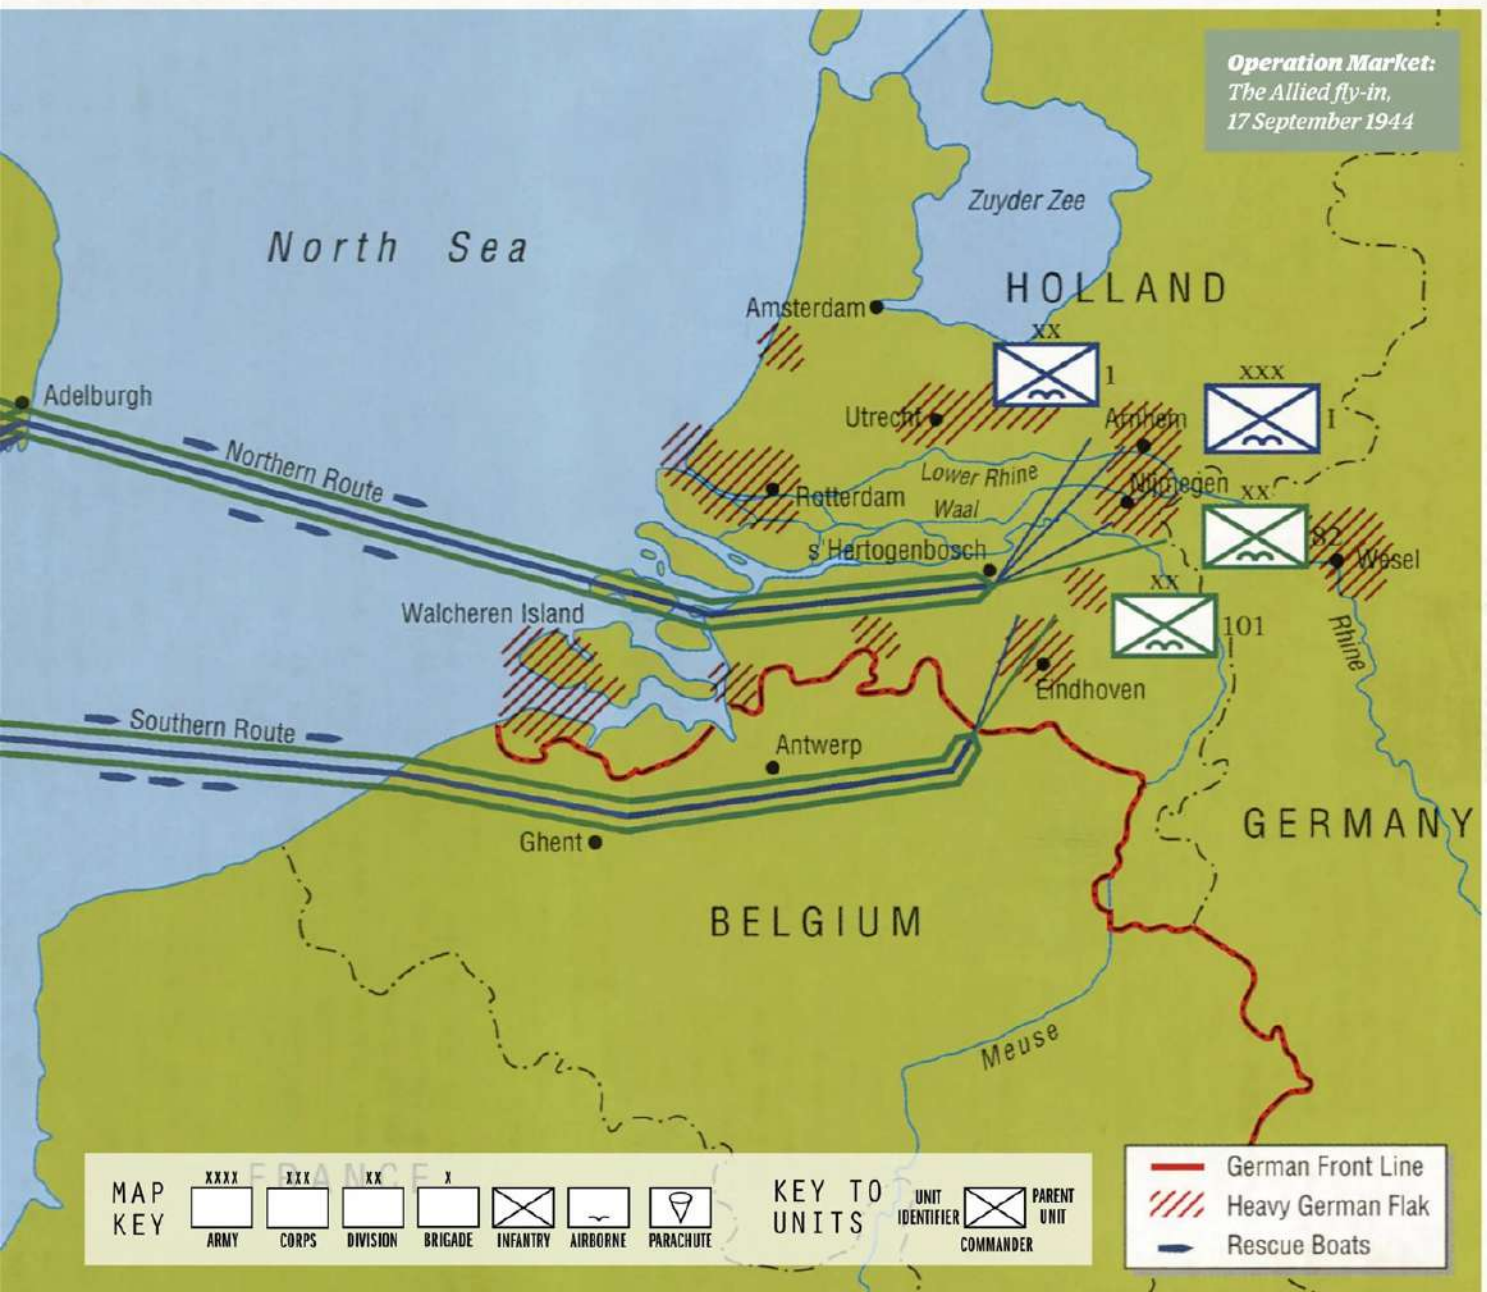 Operation Market:
The Allied fly-in,
17 September 1944
Zuyder Zee
North Sea
HOLLAND
Amsterdam
XX
1
XXX
I
Adelburgh
Utrecht
Arnhem
Northern Route
Lower Rhine
Nijmegen
Rotterdam
Waal
XX
82
s'Hertogenbosch
Wesel
XX
101
Walcheren Island
Rhine
Eindhoven
Southern Route
Antwerp
GERMANY
Ghent
BELGIUM
Meuse
FRANCE
MAP
KEY
XXXX
ARMY
XXX
CORPS
XX
DIVISION
X
BRIGADE
INFANTRY
AIRBORNE
PARACHUTE
KEY TO
UNITS
UNIT
IDENTIFIER
PARENT
UNIT
COMMANDER
German Front Line
Heavy German Flak
Rescue Boats